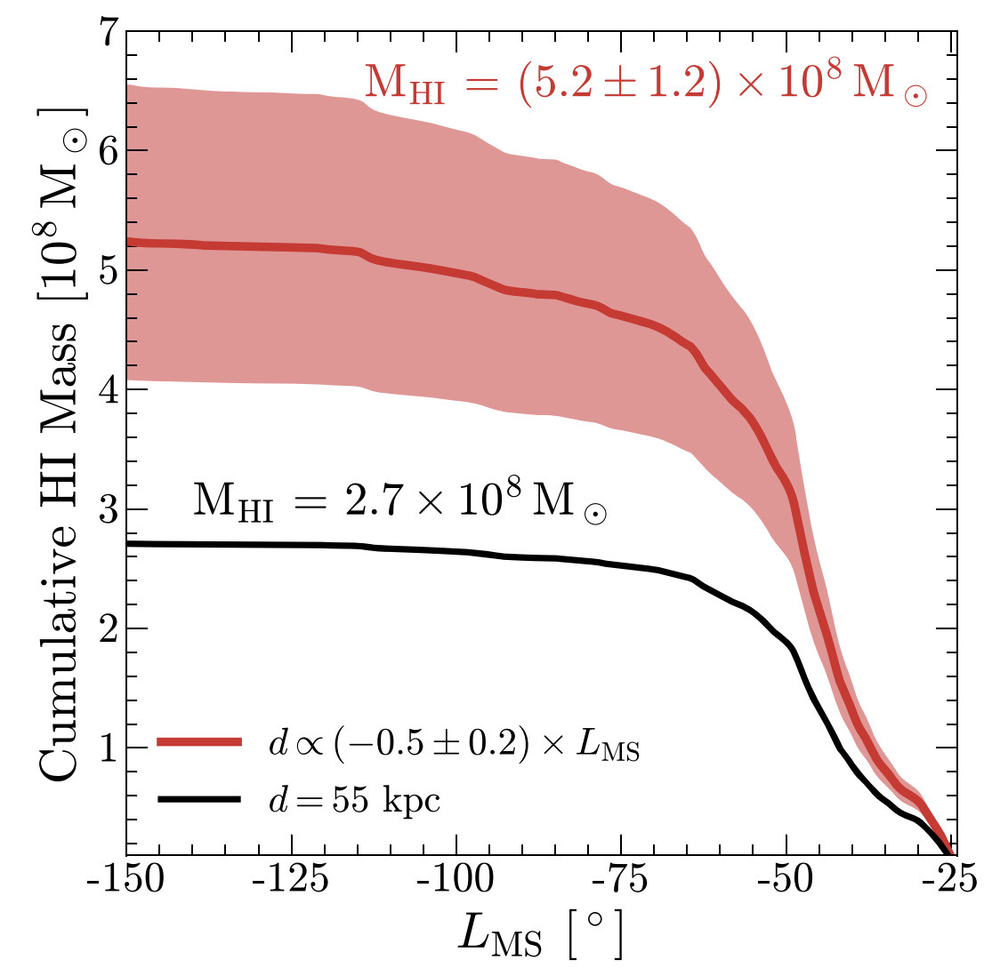 7
M_HI = (5.2 ± 1.2) × 10^8 M_⊙
6
5
4
3
2
1
Cumulative HI Mass [10^8 M_⊙]
M_HI = 2.7 × 10^8 M_⊙
d ∝ (−0.5 ± 0.2) × L_MS
d = 55 kpc
-150 -125 -100 -75 -50 -25
L_MS [°]